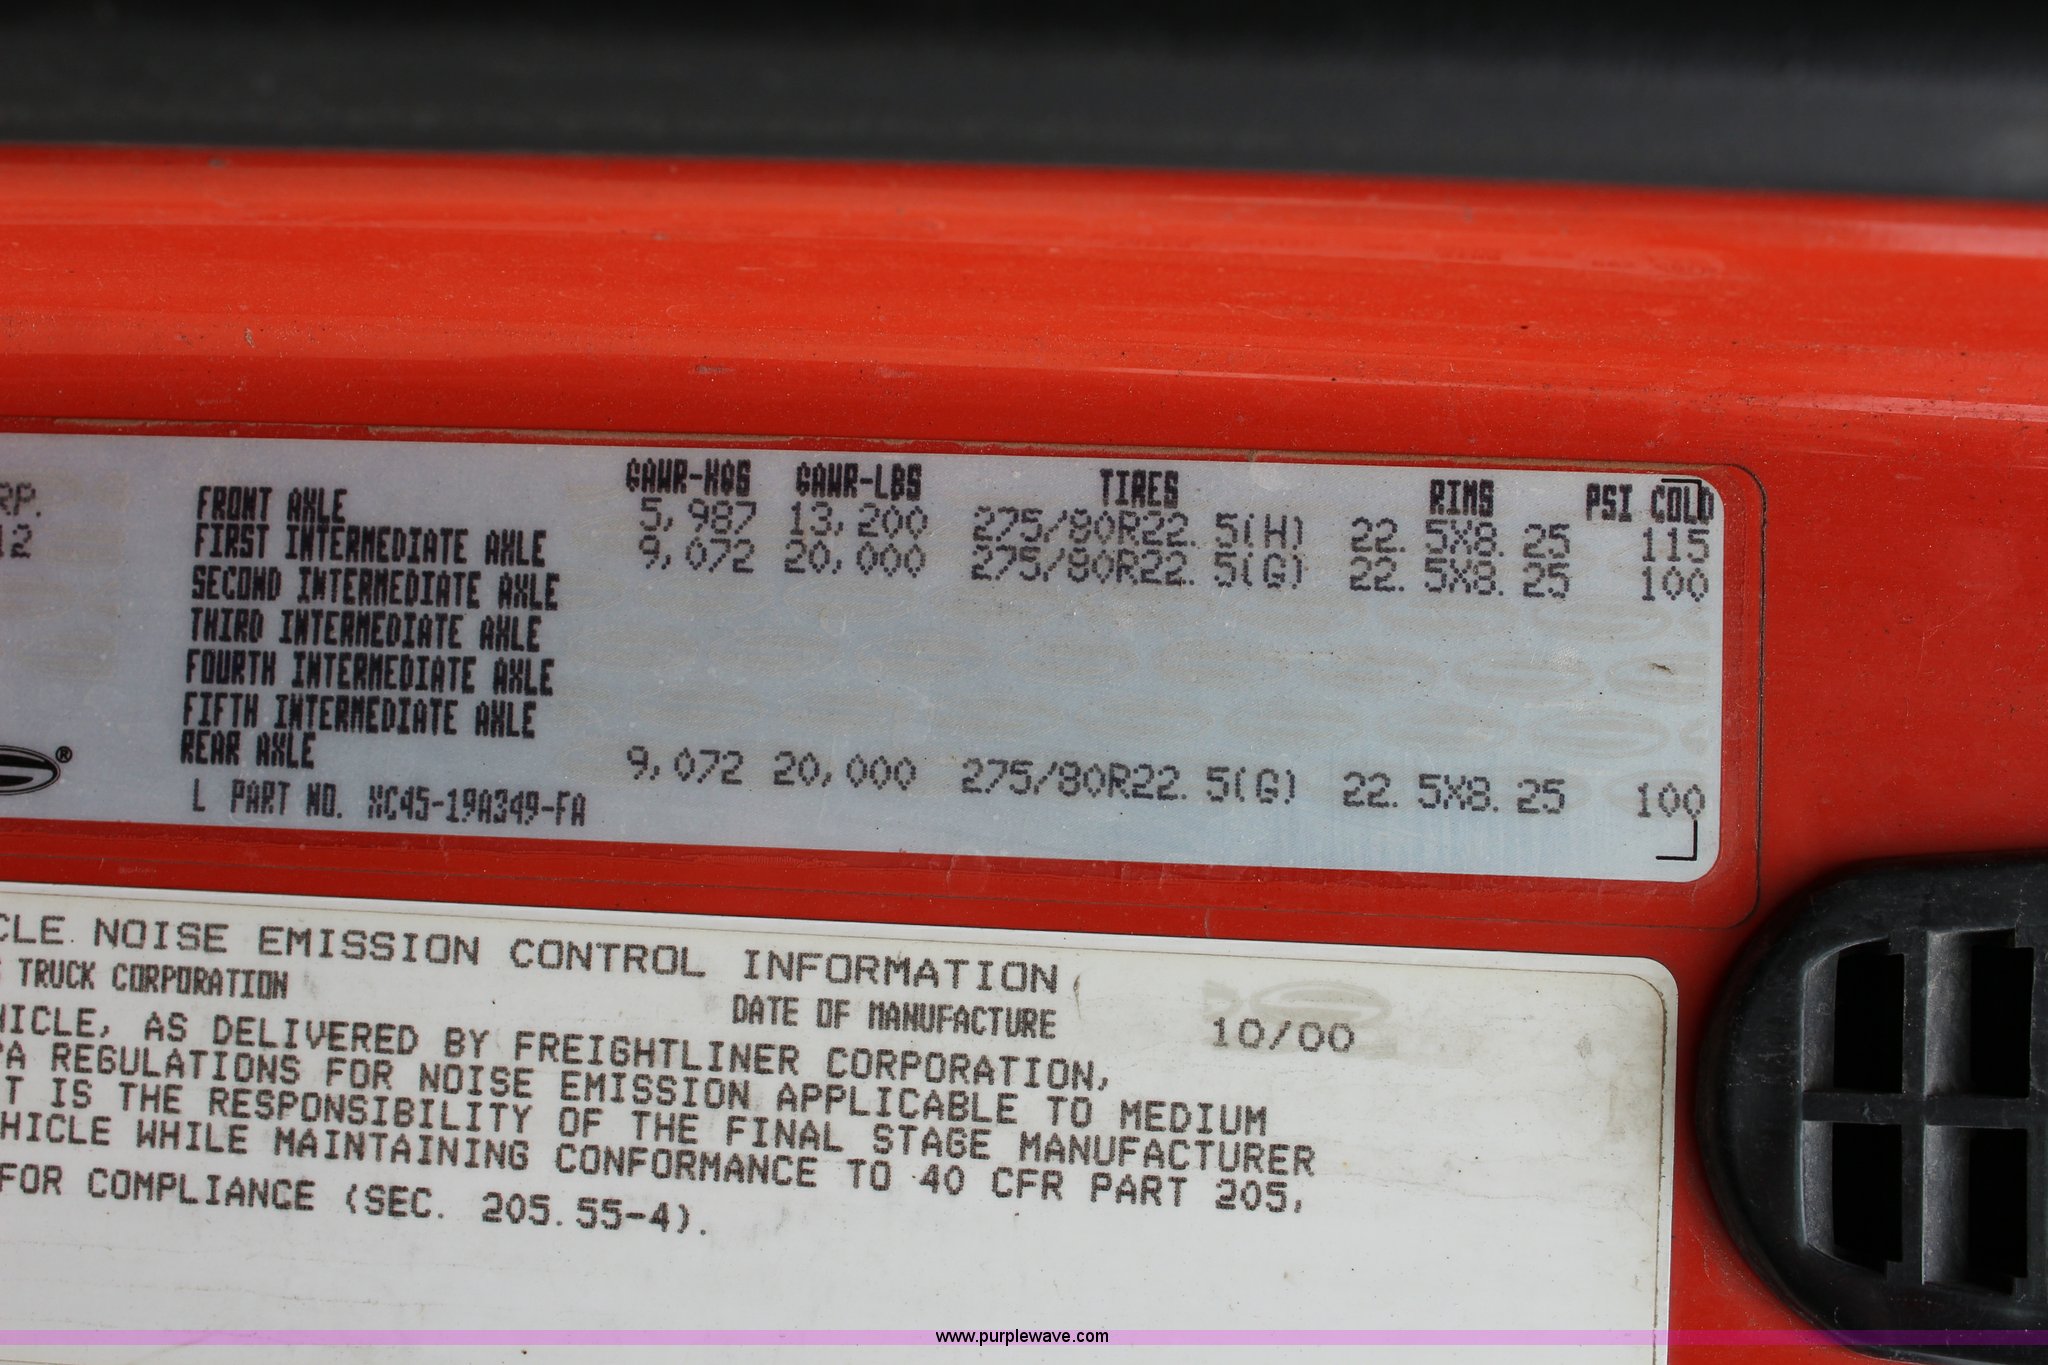 RP.
12
GAWR-KGS GAWR-LBS TIRES RIMS PSI COLD
FRONT AXLE 5,987 13,200 275/80R22.5(H) 22.5X8.25 115
FIRST INTERMEDIATE AXLE 9,072 20,000 275/80R22.5(G) 22.5X8.25 100
SECOND INTERMEDIATE AXLE
THIRD INTERMEDIATE AXLE
FOURTH INTERMEDIATE AXLE
FIFTH INTERMEDIATE AXLE
REAR AXLE 9,072 20,000 275/80R22.5(G) 22.5X8.25 100
®
L PART NO. XC45-19A349-FA
CLE NOISE EMISSION CONTROL INFORMATION
TRUCK CORPORATION DATE OF MANUFACTURE 10/00
HICLE, AS DELIVERED BY FREIGHTLINER CORPORATION,
PA REGULATIONS FOR NOISE EMISSION APPLICABLE TO MEDIUM
T IS THE RESPONSIBILITY OF THE FINAL STAGE MANUFACTURER
HICLE WHILE MAINTAINING CONFORMANCE TO 40 CFR PART 205,
FOR COMPLIANCE (SEC. 205.55-4).
www.purplewave.com